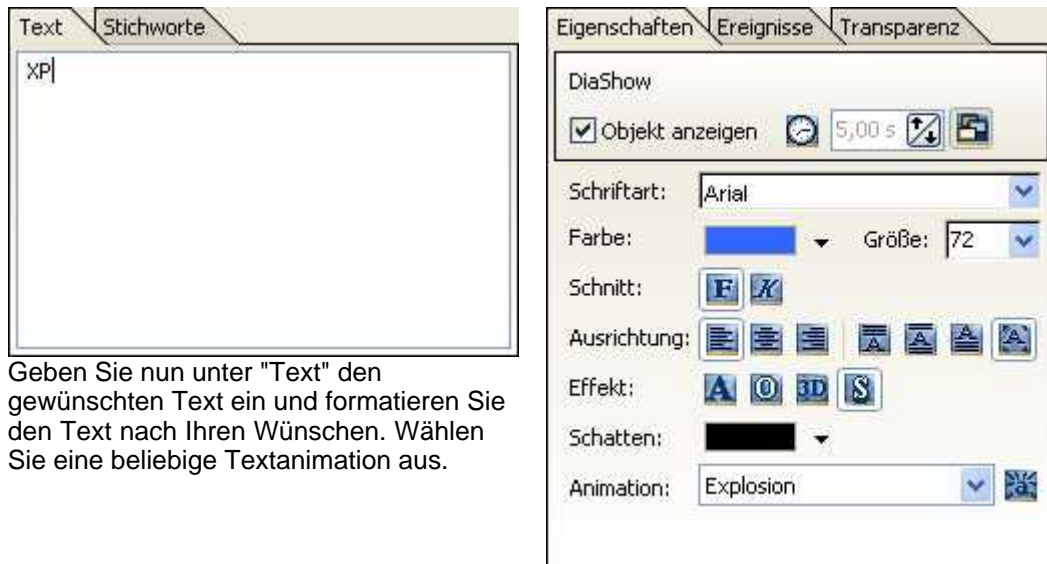 Text Stichworte
XP
Geben Sie nun unter "Text" den
gewünschten Text ein und formatieren Sie
den Text nach Ihren Wünschen. Wählen
Sie eine beliebige Textanimation aus.
Eigenschaften Ereignisse Transparenz
DiaShow
Objekt anzeigen 5,00 s
Schriftart: Arial
Farbe: Größe: 72
Schnitt: F K
Ausrichtung: A A A A
Effekt: A O 3D S
Schatten:
Animation: Explosion a